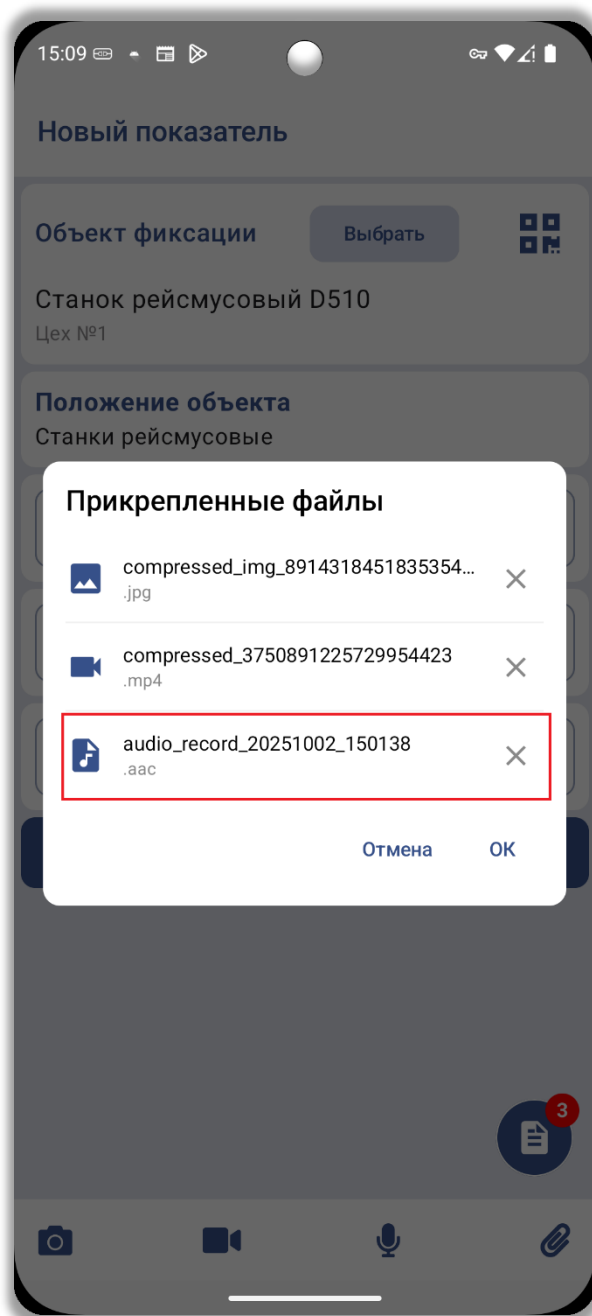 15:09
Новый показатель
Объект фиксации
Выбрать
Станок рейсмусовый D510
Цех №1
Положение объекта
Станки рейсмусовые
Прикрепленные файлы
compressed_img_8914318451835354...
.jpg
compressed_3750891225729954423
.mp4
audio_record_20251002_150138
.aac
Отмена
ОК
3